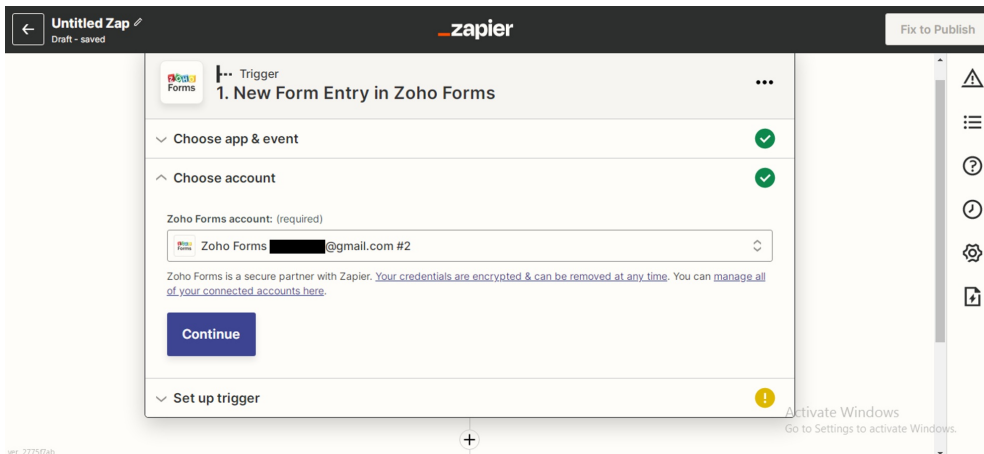 Untitled Zap
Draft - saved
_zapier
Fix to Publish
ZOHO
Forms
Trigger
1. New Form Entry in Zoho Forms
Choose app & event
Choose account
Zoho Forms account: (required)
Zoho Forms @gmail.com #2
Zoho Forms is a secure partner with Zapier. Your credentials are encrypted & can be removed at any time. You can manage all
of your connected accounts here.
Continue
Set up trigger
Activate Windows
Go to Settings to activate Windows.
ver. 2775f7ab